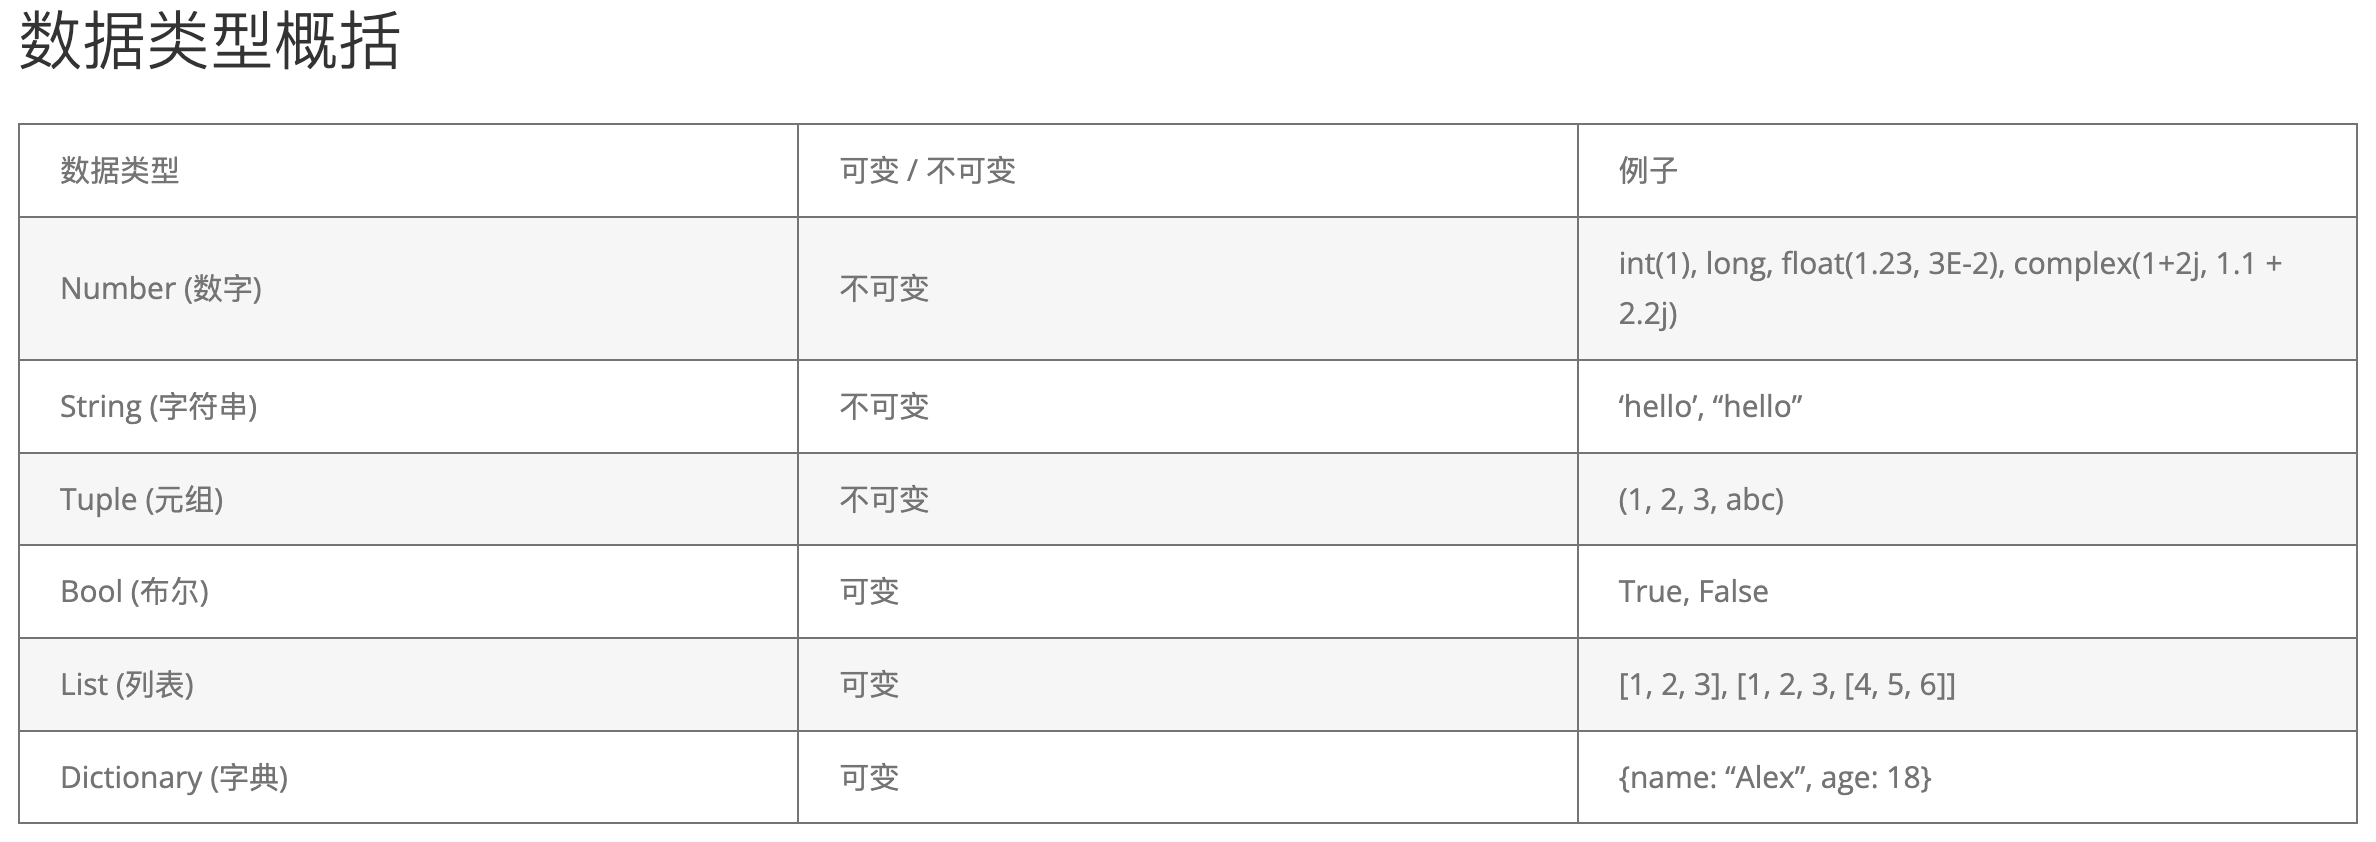 数据类型概括
数据类型
可变 / 不可变
例子
Number (数字)
不可变
int(1), long, float(1.23, 3E-2), complex(1+2j, 1.1 +
2.2j)
String (字符串)
不可变
‘hello’, “hello”
Tuple (元组)
不可变
(1, 2, 3, abc)
Bool (布尔)
可变
True, False
List (列表)
可变
[1, 2, 3], [1, 2, 3, [4, 5, 6]]
Dictionary (字典)
可变
{name: “Alex”, age: 18}